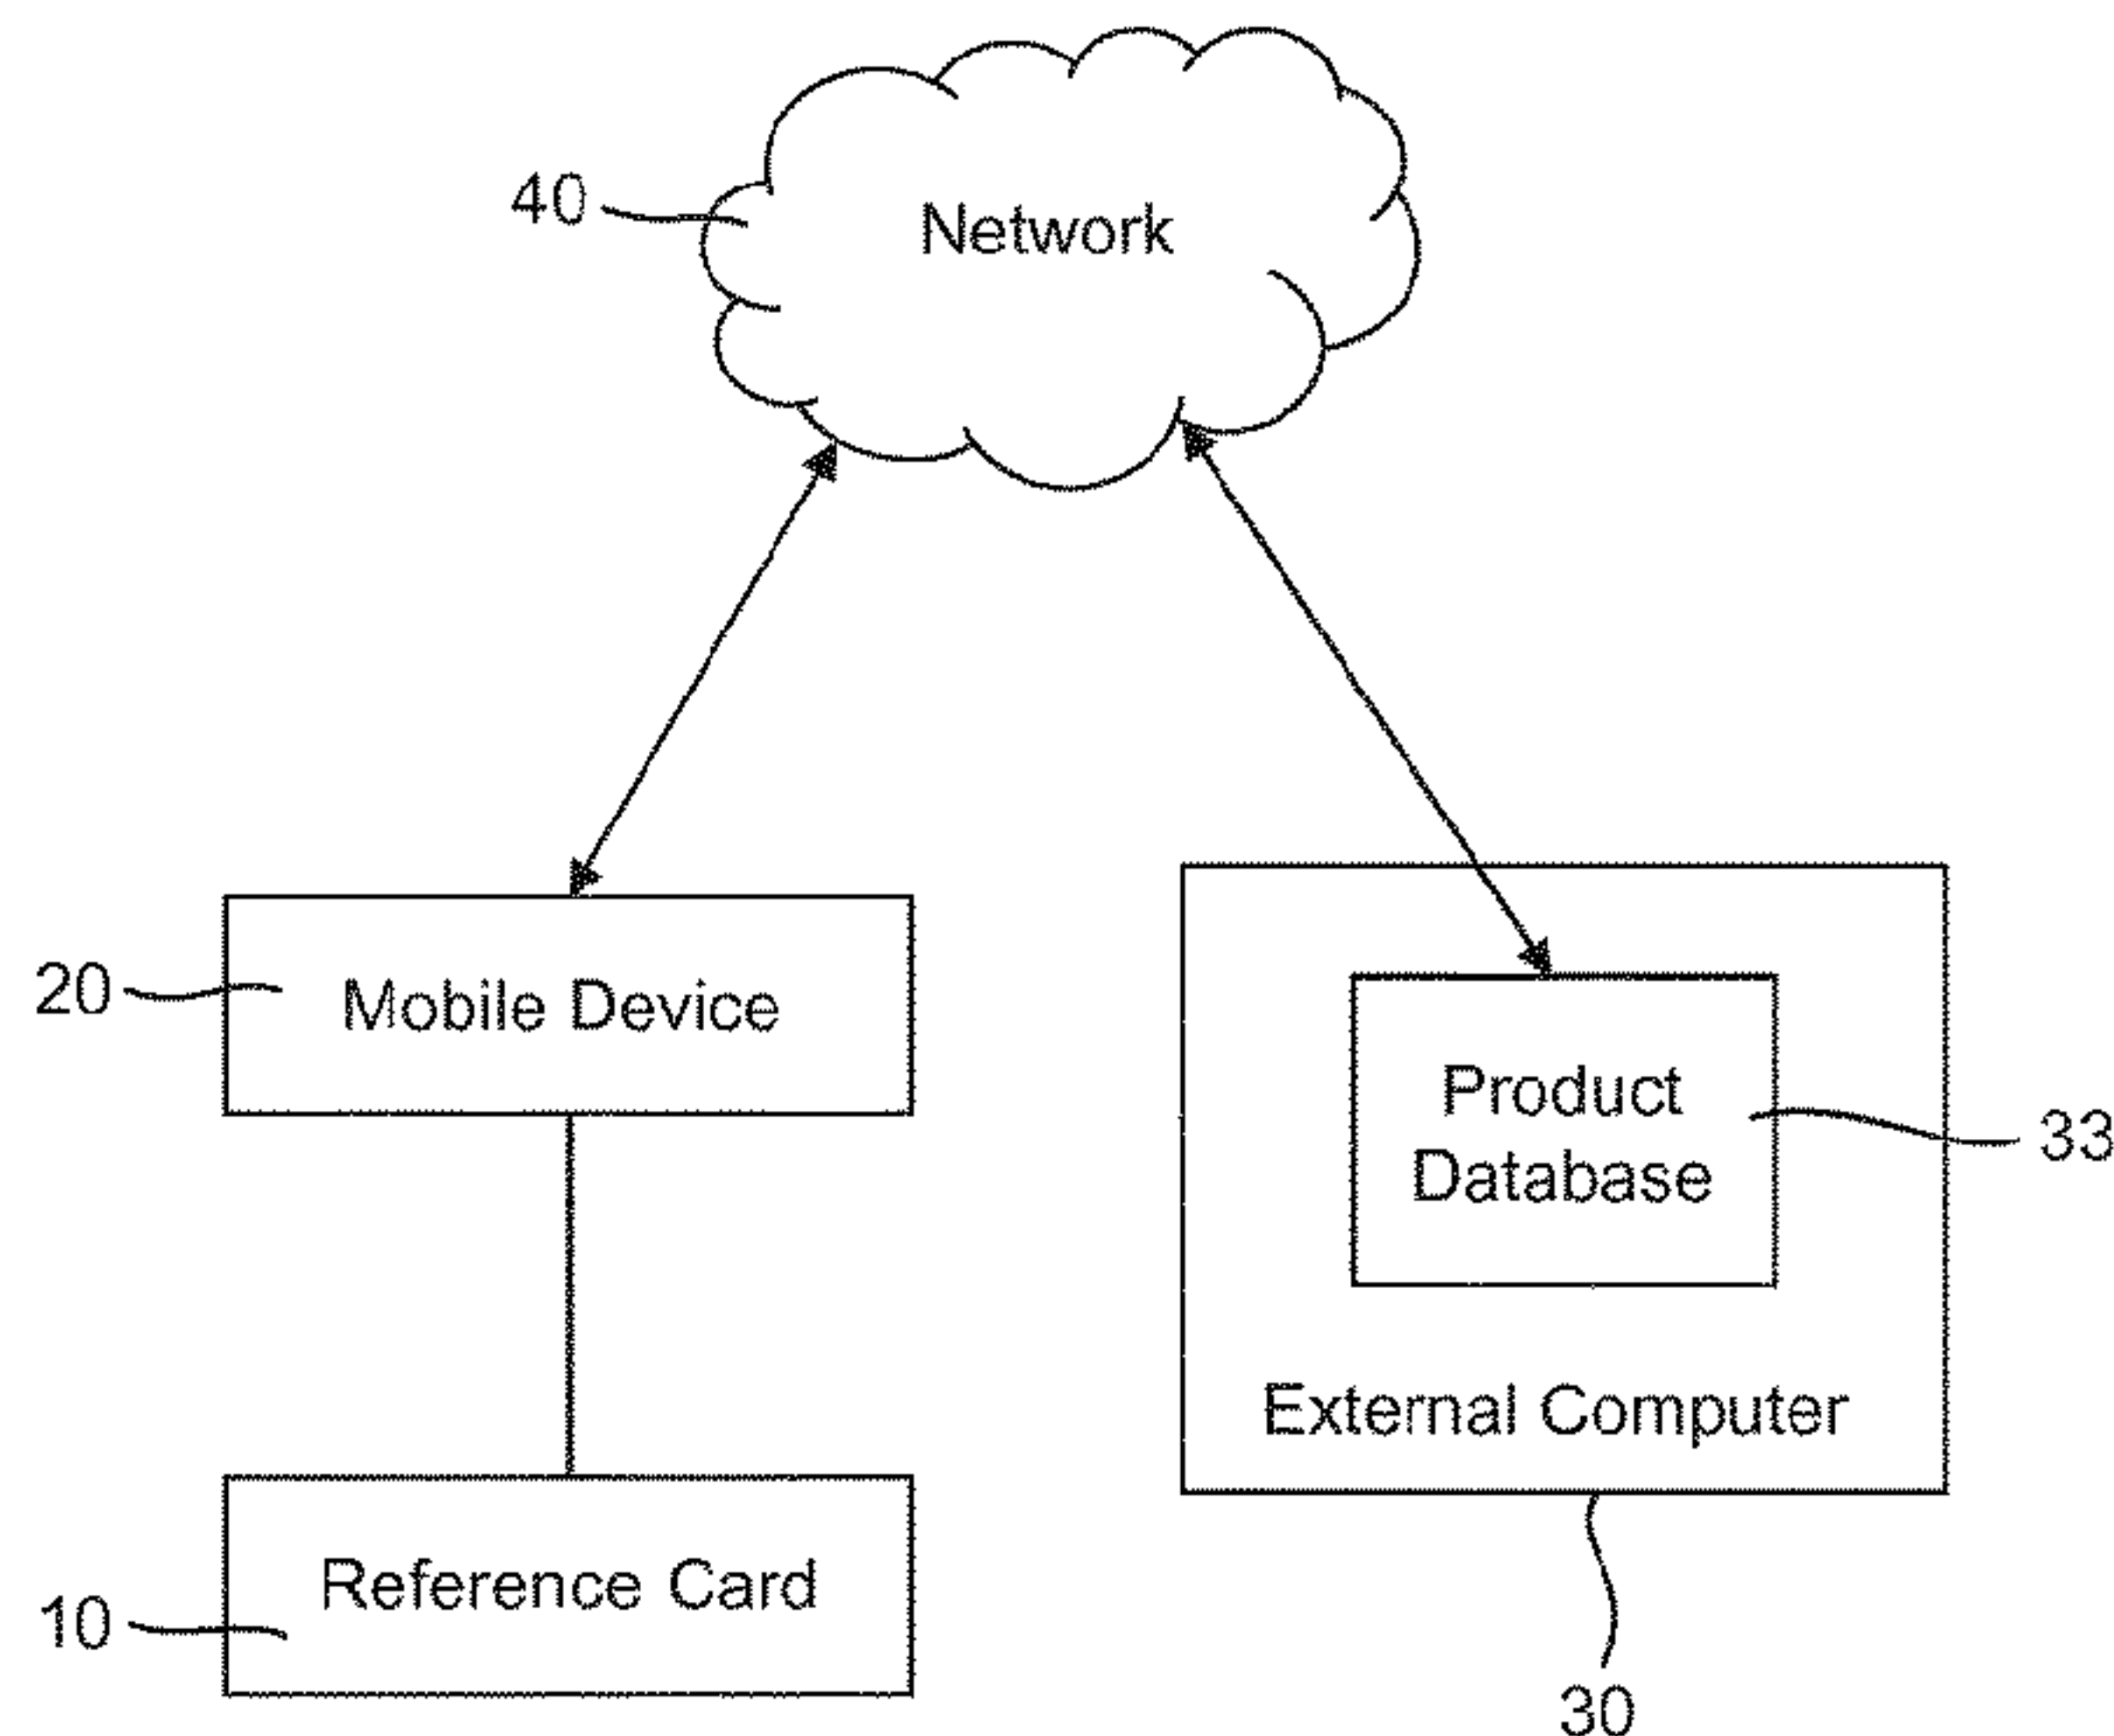 40
Network
20
Mobile Device
Product
Database
33
External Computer
Reference Card
10
30